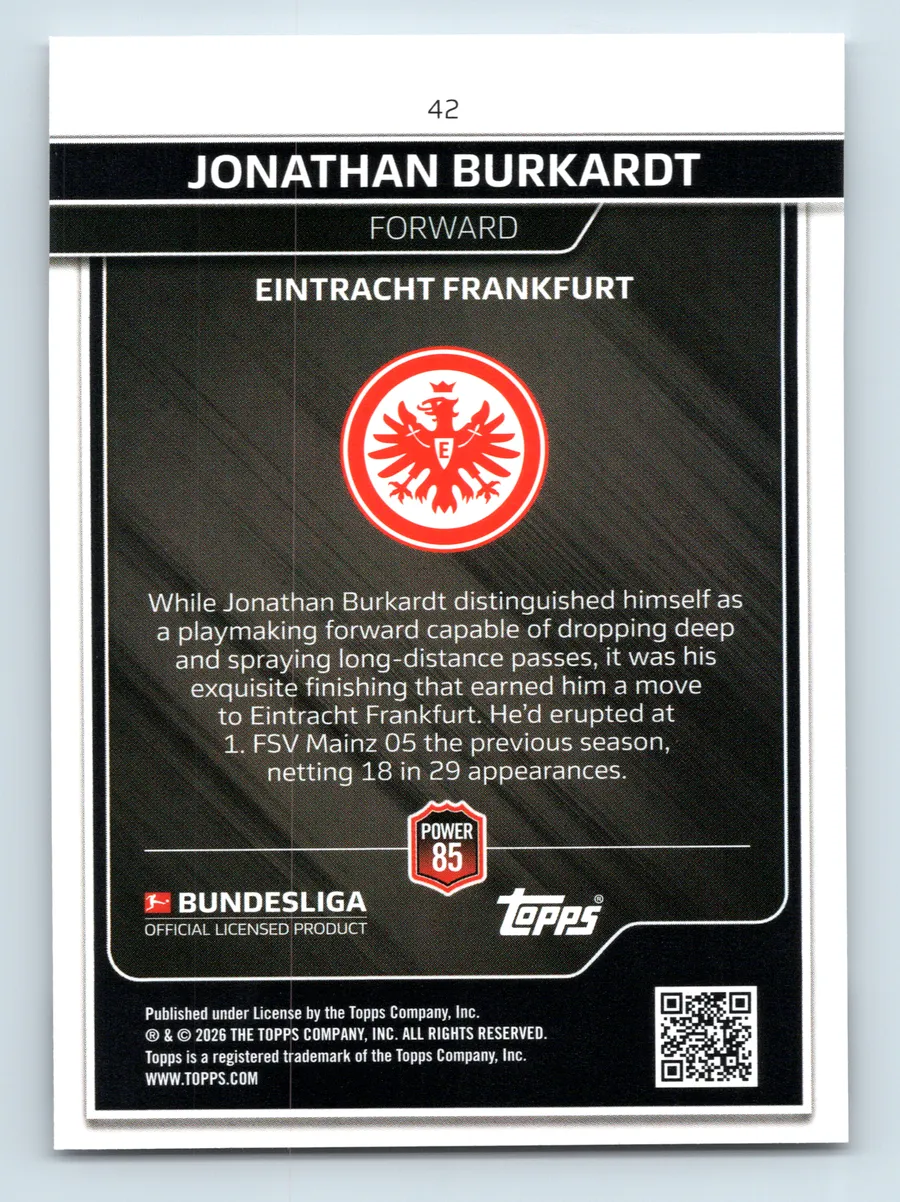 42
JONATHAN BURKARDT
FORWARD
EINTRACHT FRANKFURT
E
While Jonathan Burkardt distinguished himself as
a playmaking forward capable of dropping deep
and spraying long-distance passes, it was his
exquisite finishing that earned him a move
to Eintracht Frankfurt. He'd erupted at
1. FSV Mainz 05 the previous season,
netting 18 in 29 appearances.
POWER
85
BUNDESLIGA
OFFICIAL LICENSED PRODUCT
topps®
Published under License by the Topps Company, Inc.
® & © 2026 THE TOPPS COMPANY, INC. ALL RIGHTS RESERVED.
Topps is a registered trademark of the Topps Company, Inc.
WWW.TOPPS.COM